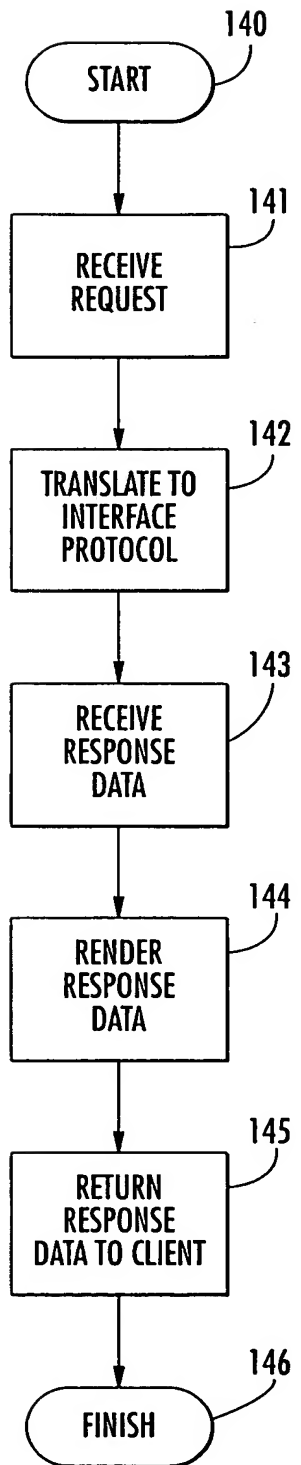 140
START
141
RECEIVE
REQUEST
142
TRANSLATE TO
INTERFACE
PROTOCOL
143
RECEIVE
RESPONSE
DATA
144
RENDER
RESPONSE
DATA
145
RETURN
RESPONSE
DATA TO CLIENT
146
FINISH